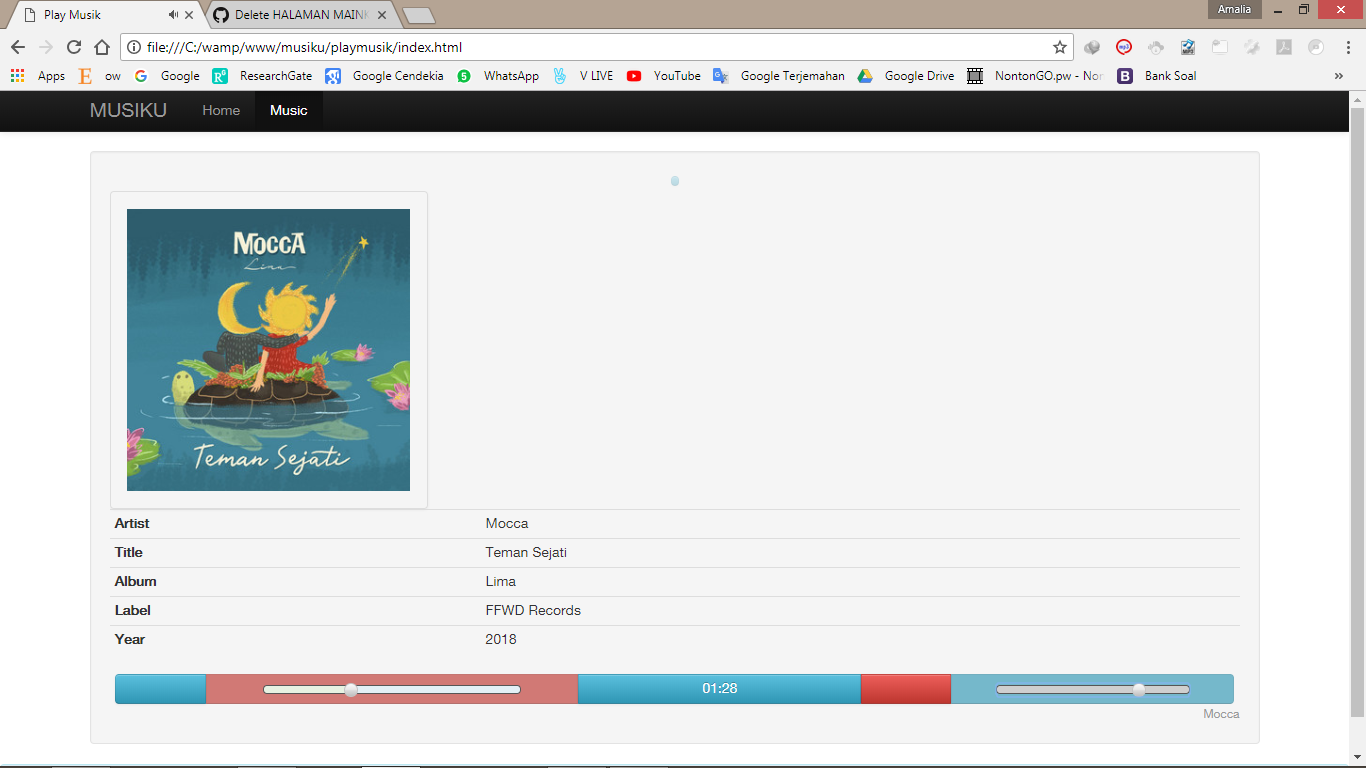 Play Musik
Delete HALAMAN MAINK
Amalia
file:///C:/wamp/www/musiku/playmusik/index.html
Apps ow Google ResearchGate Google Cendekia WhatsApp V LIVE YouTube Google Terjemahan Google Drive NontonGO.pw - Non Bank Soal »
MUSIKU Home Music
MOCCA
Lima
Teman Sejati
Artist Mocca
Title Teman Sejati
Album Lima
Label FFWD Records
Year 2018
01:28
Mocca